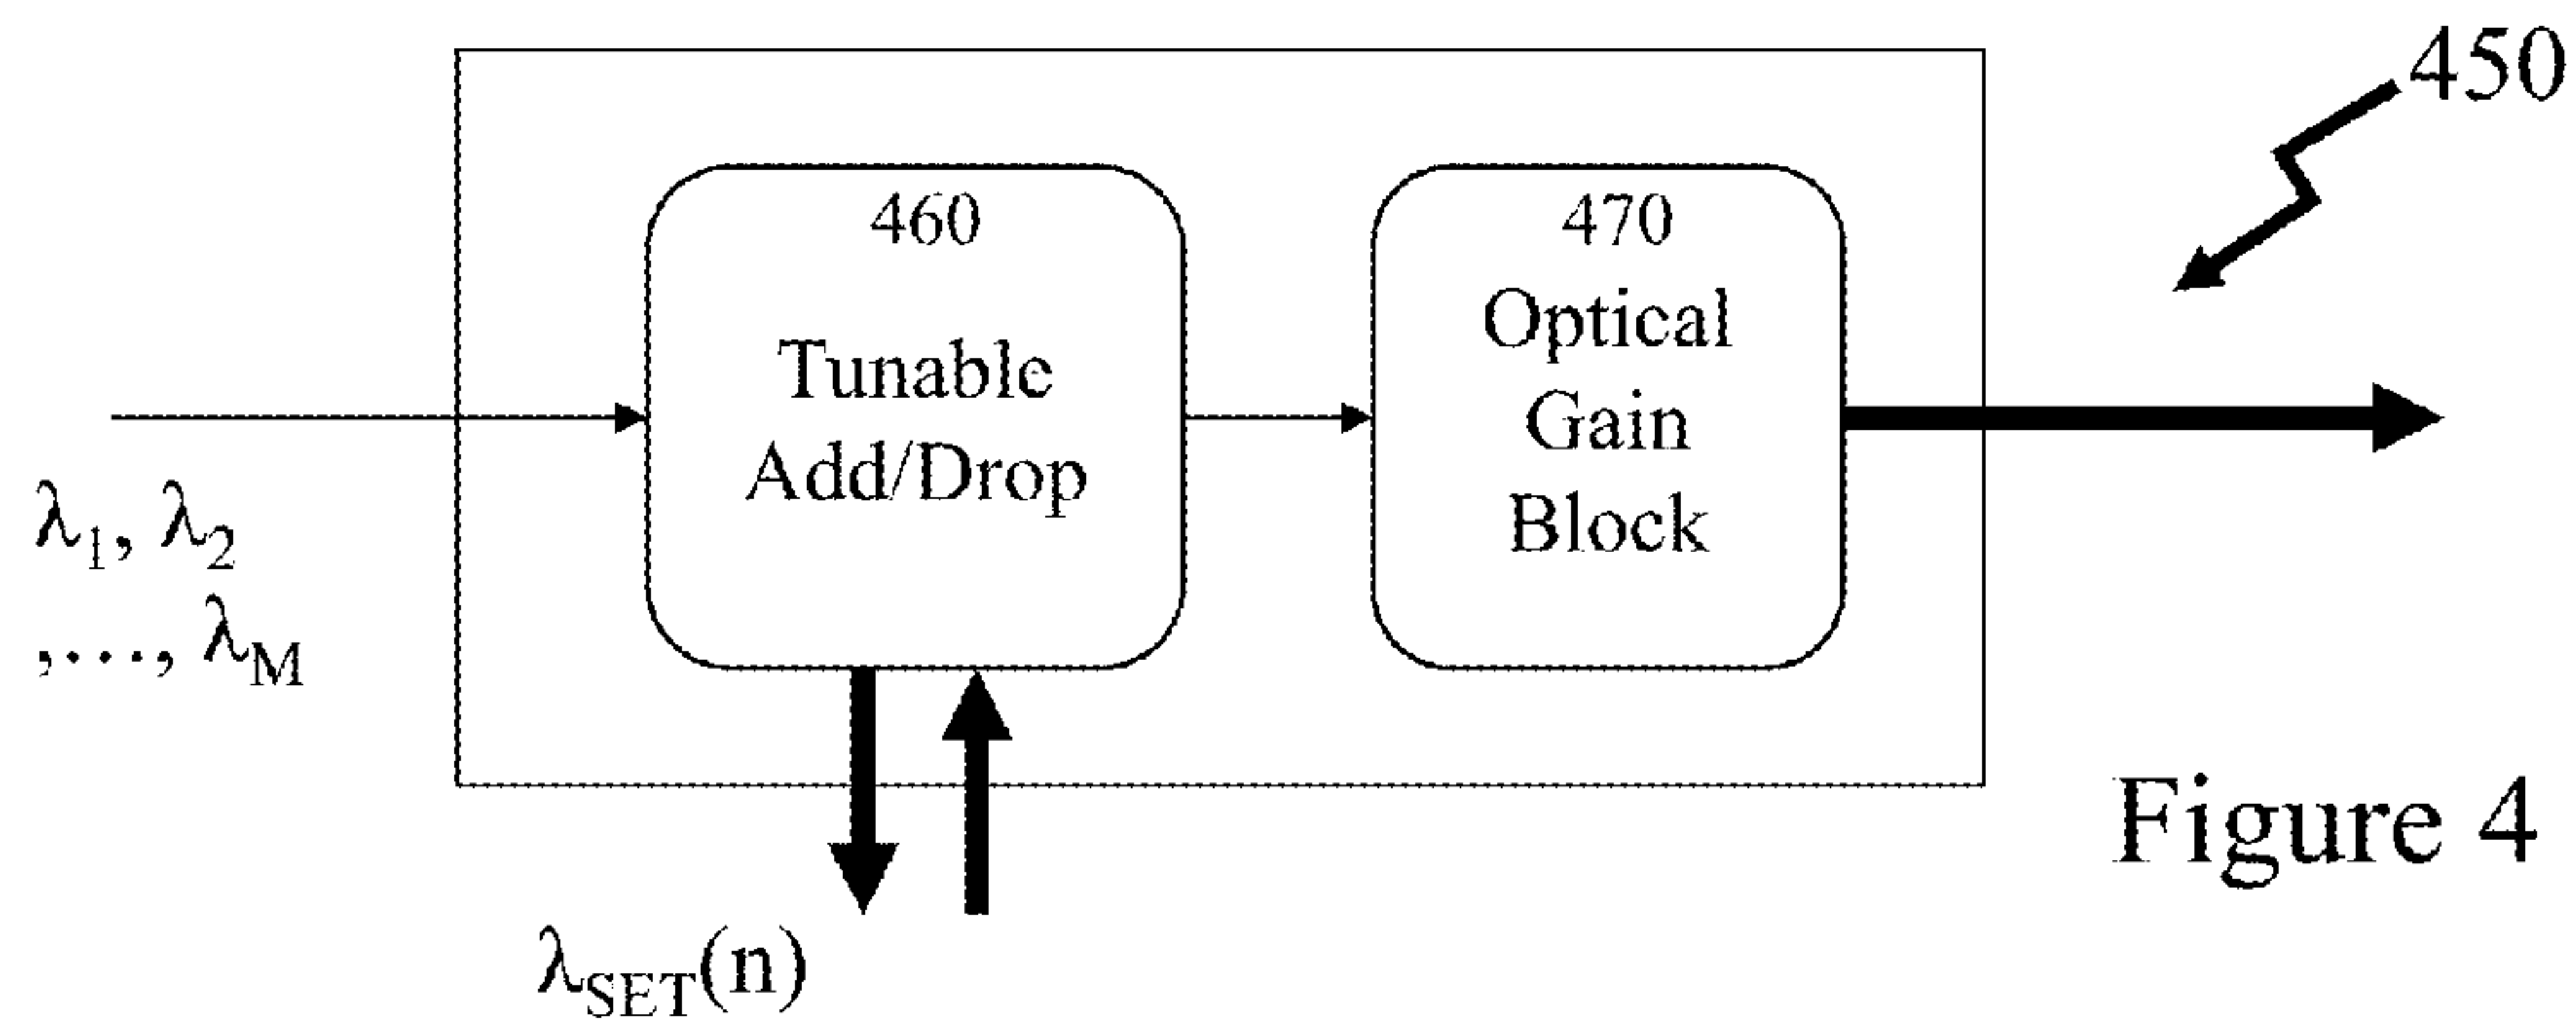 450
460
Tunable
Add/Drop
470
Optical
Gain
Block
λ1, λ2
,..., λM
λSET(n)
Figure 4